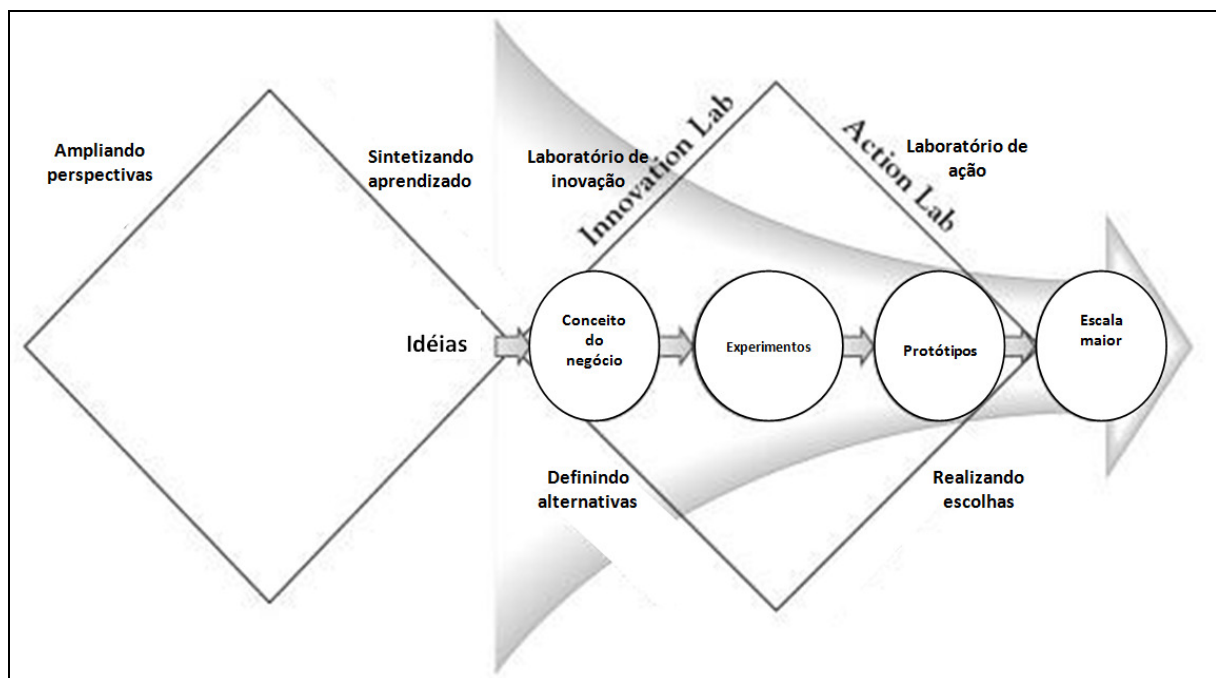 Ampliando
perspectivas
Sintetizando
aprendizado
Laboratório de
inovação
Innovation Lab
Action Lab
Laboratório de
ação
Idéias
Conceito
do
negócio
Experimentos
Protótipos
Escala
maior
Definindo
alternativas
Realizando
escolhas